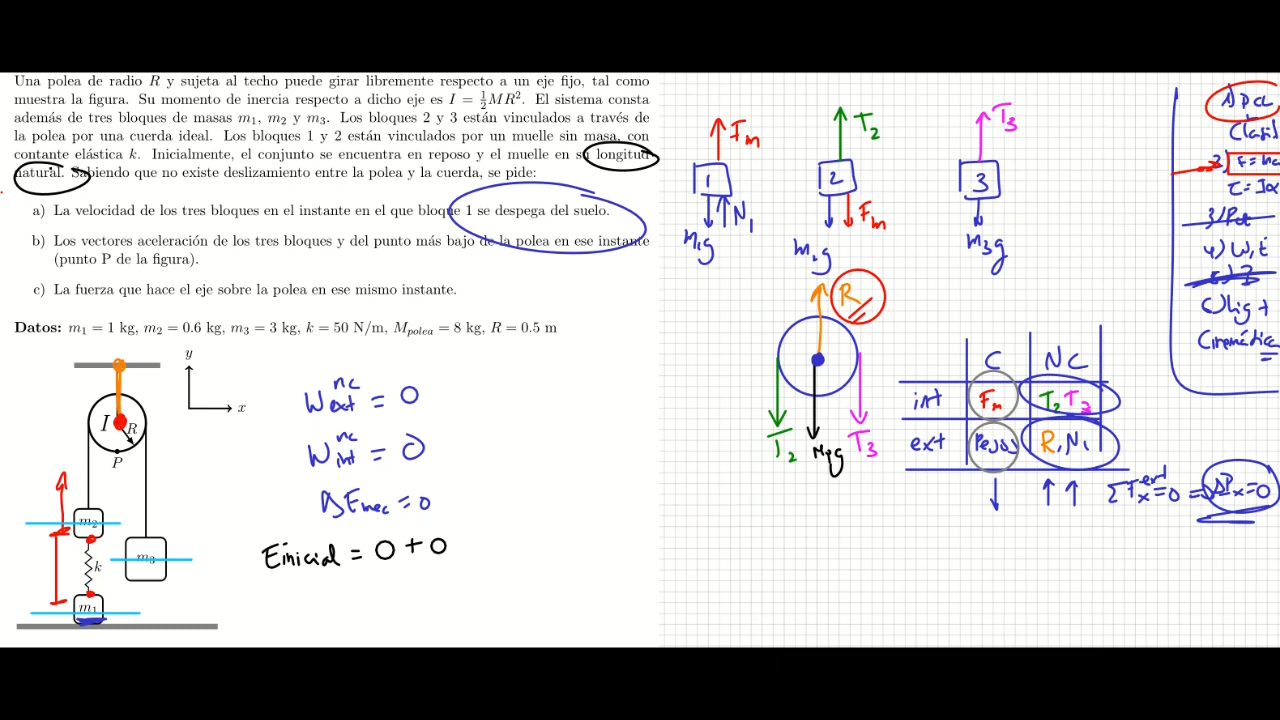 Una polea de radio R y sujeta al techo puede girar libremente respecto a un eje fijo, tal como
muestra la figura. Su momento de inercia respecto a dicho eje es I = ½MR². El sistema consta
además de tres bloques de masas m₁, m₂ y m₃. Los bloques 2 y 3 están vinculados a través de
la polea por una cuerda ideal. Los bloques 1 y 2 están vinculados por un muelle sin masa, con
contante elástica k. Inicialmente, el conjunto se encuentra en reposo y el muelle en su longitud
natural. Sabiendo que no existe deslizamiento entre la polea y la cuerda, se pide:
a) La velocidad de los tres bloques en el instante en el que bloque 1 se despega del suelo.
b) Los vectores aceleración de los tres bloques y del punto más bajo de la polea en ese instante
(punto P de la figura).
c) La fuerza que hace el eje sobre la polea en ese mismo instante.
Datos: m₁ = 1 kg, m₂ = 0.6 kg, m₃ = 3 kg, k = 50 N/m, Mpolea = 8 kg, R = 0.5 m
y
x
I
R
P
m₂
m₃
k
m₁
W ext nc = 0
W int nc = 0
ΔEmec = 0
Einicial = 0 + 0
Fm
T₂
T₃
1
2
3
N₁
Fm
m₁g
m₂g
m₃g
R
T₂
Mpg
T₃
C NC
int Fm T₂ T₃
ext Pesos R, N₁
ΣFx ext = 0 ⇒ ΔPx = 0
1) DCL
Clasif
2) F = ma
τ = Iα
4) W, E
Lig +
Cinemática